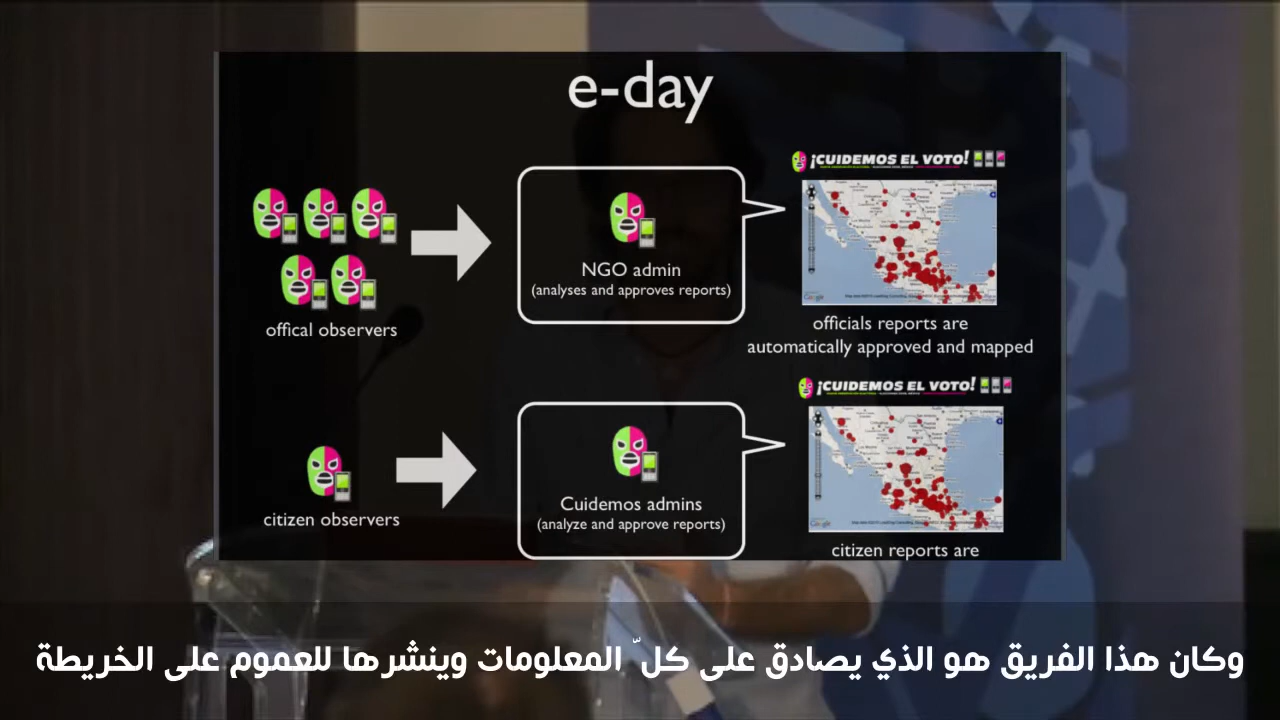 e-day
¡CUIDEMOS EL VOTO!
offical observers
NGO admin
(analyses and approves reports)
officials reports are
automatically approved and mapped
¡CUIDEMOS EL VOTO!
citizen observers
Cuidemos admins
(analyze and approve reports)
citizen reports are
وكان هذا الفريق هو الذي يصادق على كلّ المعلومات وينشرها للعموم على الخريطة